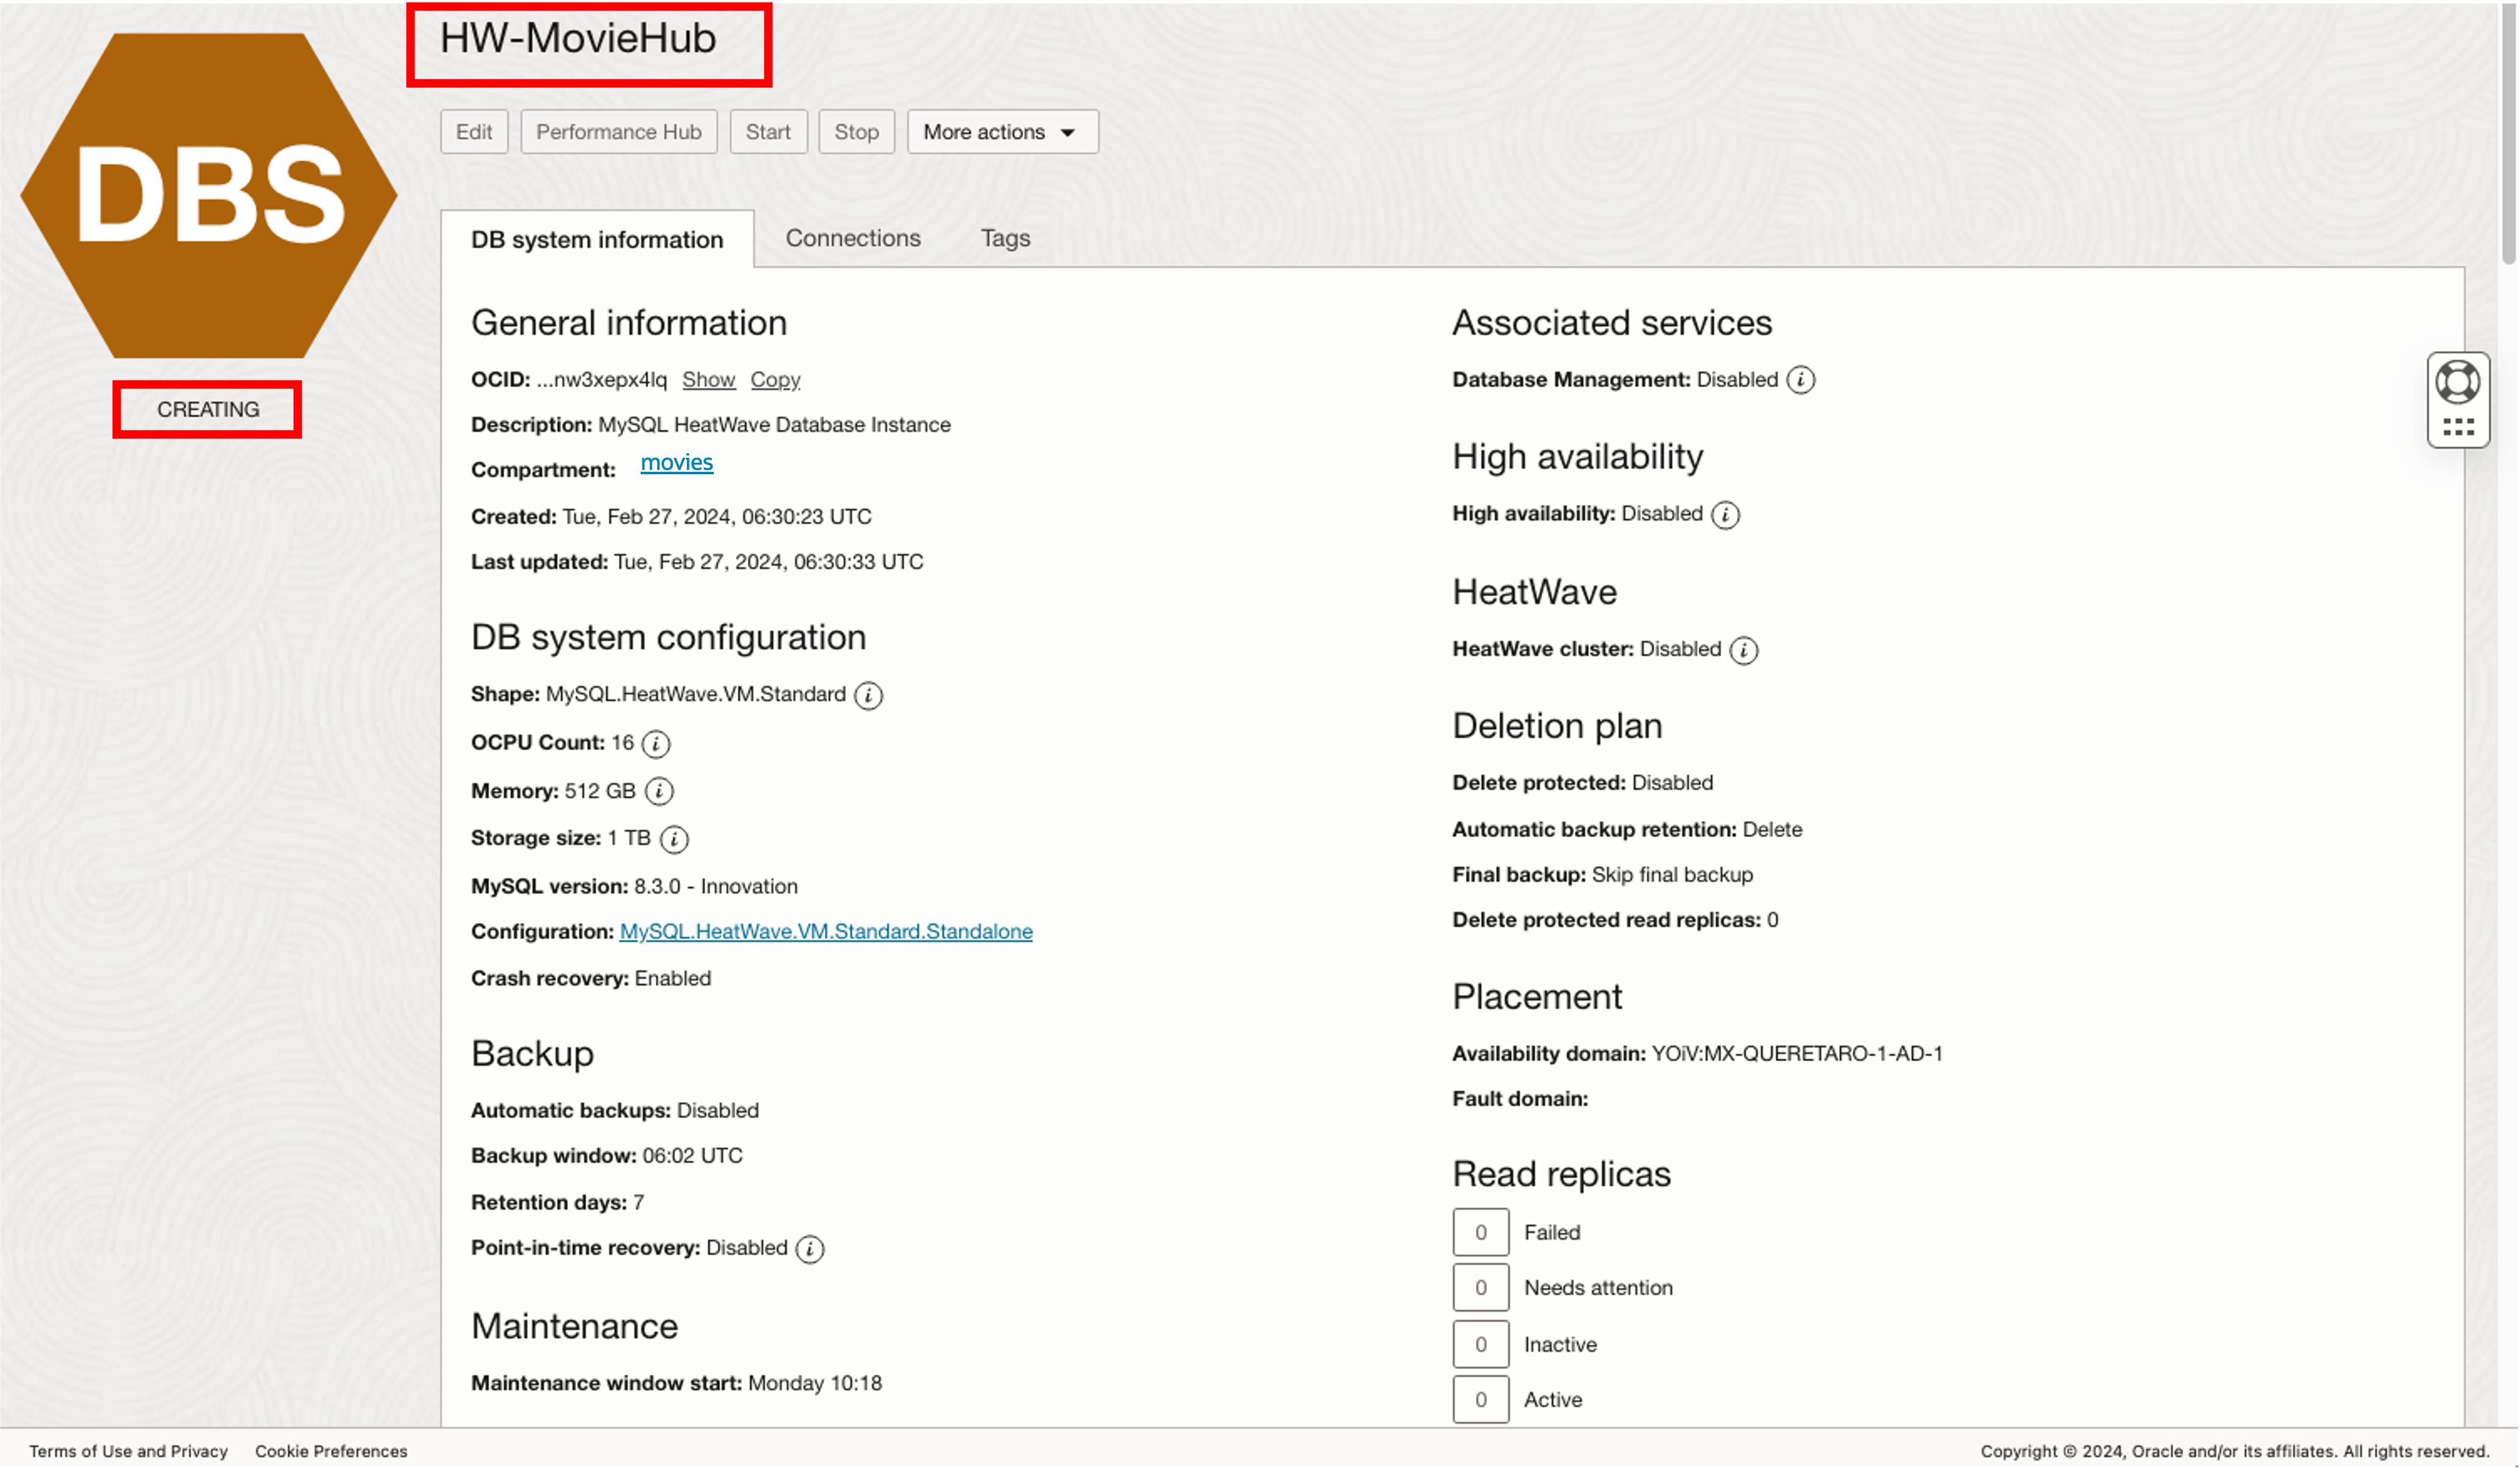 HW-MovieHub
DBS
CREATING
Edit Performance Hub Start Stop More actions
DB system information Connections Tags
General information
OCID: ...nw3xepx4lq Show Copy
Description: MySQL HeatWave Database Instance
Compartment: movies
Created: Tue, Feb 27, 2024, 06:30:23 UTC
Last updated: Tue, Feb 27, 2024, 06:30:33 UTC
DB system configuration
Shape: MySQL.HeatWave.VM.Standard i
OCPU Count: 16 i
Memory: 512 GB i
Storage size: 1 TB i
MySQL version: 8.3.0 - Innovation
Configuration: MySQL.HeatWave.VM.Standard.Standalone
Crash recovery: Enabled
Backup
Automatic backups: Disabled
Backup window: 06:02 UTC
Retention days: 7
Point-in-time recovery: Disabled i
Maintenance
Maintenance window start: Monday 10:18
Associated services
Database Management: Disabled i
High availability
High availability: Disabled i
HeatWave
HeatWave cluster: Disabled i
Deletion plan
Delete protected: Disabled
Automatic backup retention: Delete
Final backup: Skip final backup
Delete protected read replicas: 0
Placement
Availability domain: YOiV:MX-QUERETARO-1-AD-1
Fault domain:
Read replicas
0 Failed
0 Needs attention
0 Inactive
0 Active
Terms of Use and Privacy Cookie Preferences
Copyright © 2024, Oracle and/or its affiliates. All rights reserved.